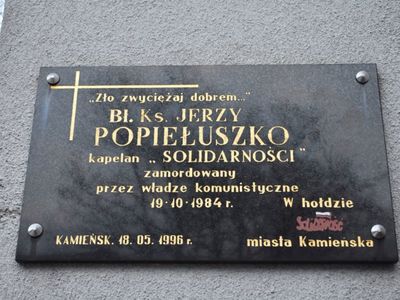 „Zło zwyciężaj dobrem..."
Bł. Ks. JERZY
POPIEŁUSZKO
kapelan „ SOLIDARNOŚCI "
zamordowany
przez władze komunistyczne
19·10·1984 r.
W hołdzie
Solidarność
KAMIEŃSK, 18. 05. 1996 r.
miasta Kamieńska